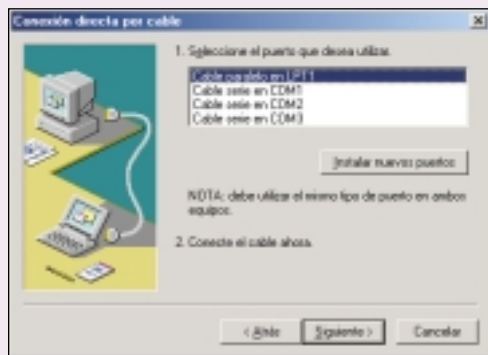 Conexión directa por cable
1. Seleccione el puerto que desea utilizar.
Cable paralelo en LPT1
Cable serie en COM1
Cable serie en COM2
Cable serie en COM3
Instalar nuevos puertos
NOTA: debe utilizar el mismo tipo de puerto en ambos
equipos.
2. Conecte el cable ahora.
< Atrás Siguiente > Cancelar